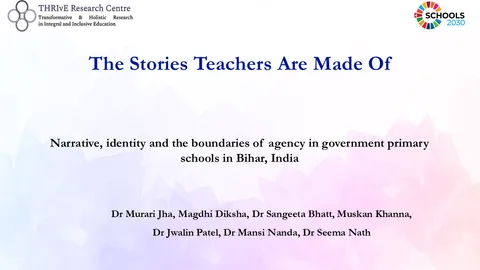 THRIvE Research Centre
Transformative & Holistic Research
in Integral and Inclusive Education
SCHOOLS
2030
The Stories Teachers Are Made Of
Narrative, identity and the boundaries of agency in government primary
schools in Bihar, India
Dr Murari Jha, Magdhi Diksha, Dr Sangeeta Bhatt, Muskan Khanna,
Dr Jwalin Patel, Dr Mansi Nanda, Dr Seema Nath